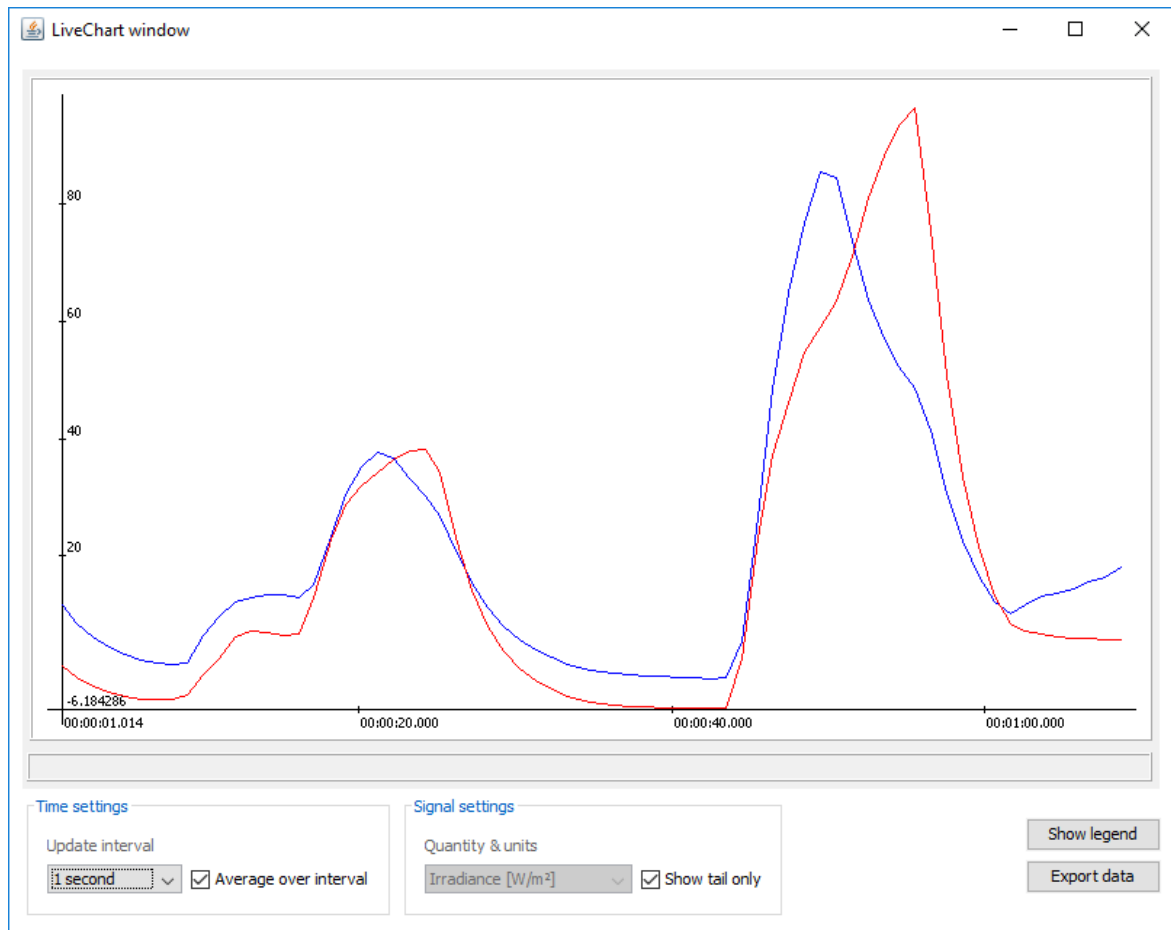 LiveChart window
80
60
40
20
-6.184286
00:00:01.014 00:00:20.000 00:00:40.000 00:01:00.000
Time settings
Signal settings
Update interval
Quantity & units
Show legend
1 second Average over interval
Irradiance [W/m²] Show tail only
Export data